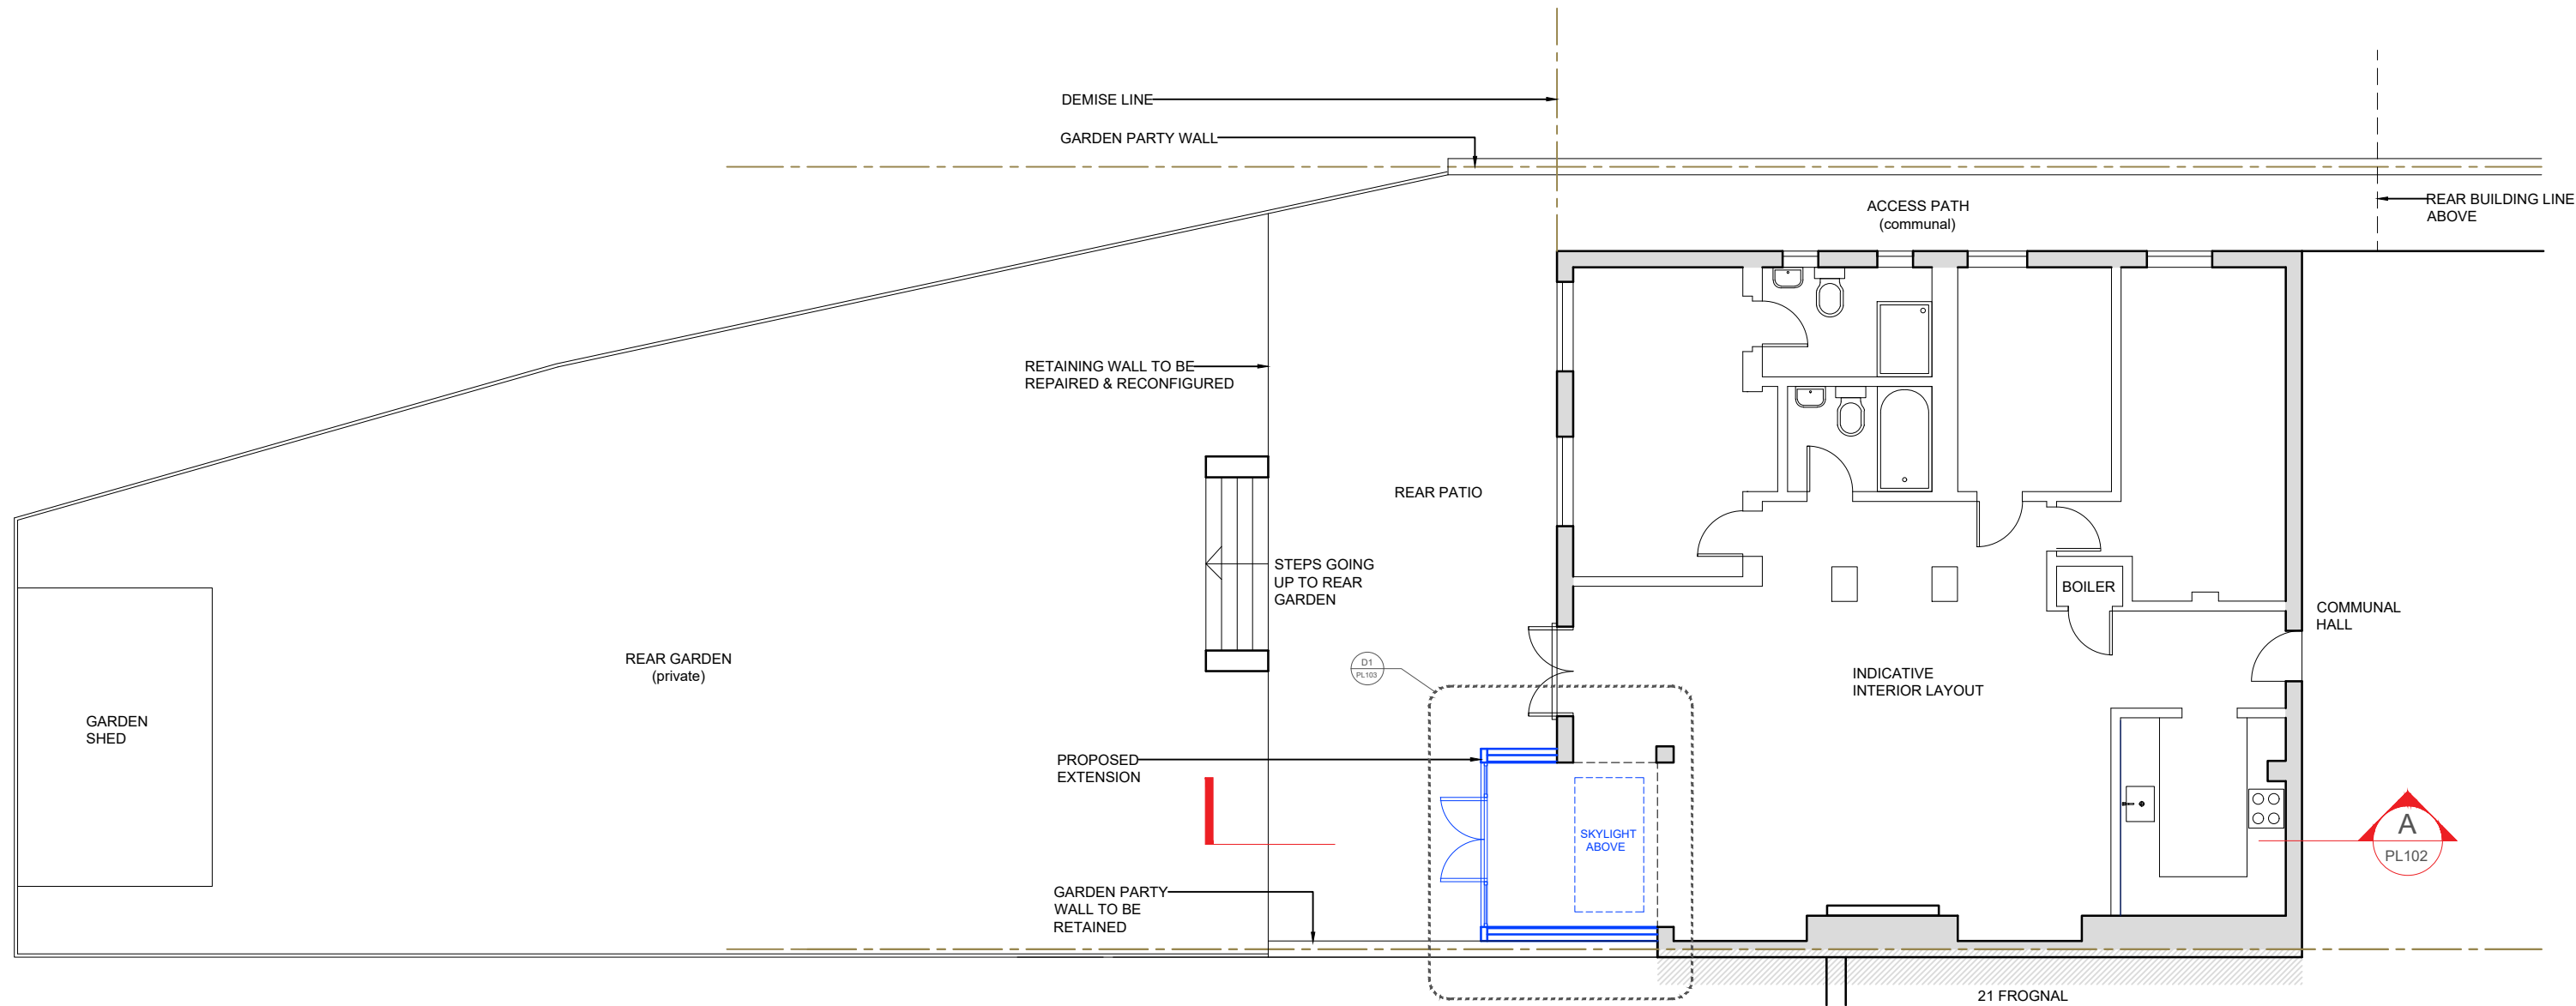 DEMISE LINE
GARDEN PARTY WALL
ACCESS PATH
(communal)
REAR BUILDING LINE
ABOVE
RETAINING WALL TO BE
REPAIRED & RECONFIGURED
REAR PATIO
STEPS GOING
UP TO REAR
GARDEN
BOILER
COMMUNAL
HALL
REAR GARDEN
(private)
D1
PL103
INDICATIVE
INTERIOR LAYOUT
GARDEN
SHED
PROPOSED
EXTENSION
SKYLIGHT
ABOVE
A
PL102
GARDEN PARTY
WALL TO BE
RETAINED
21 FROGNAL